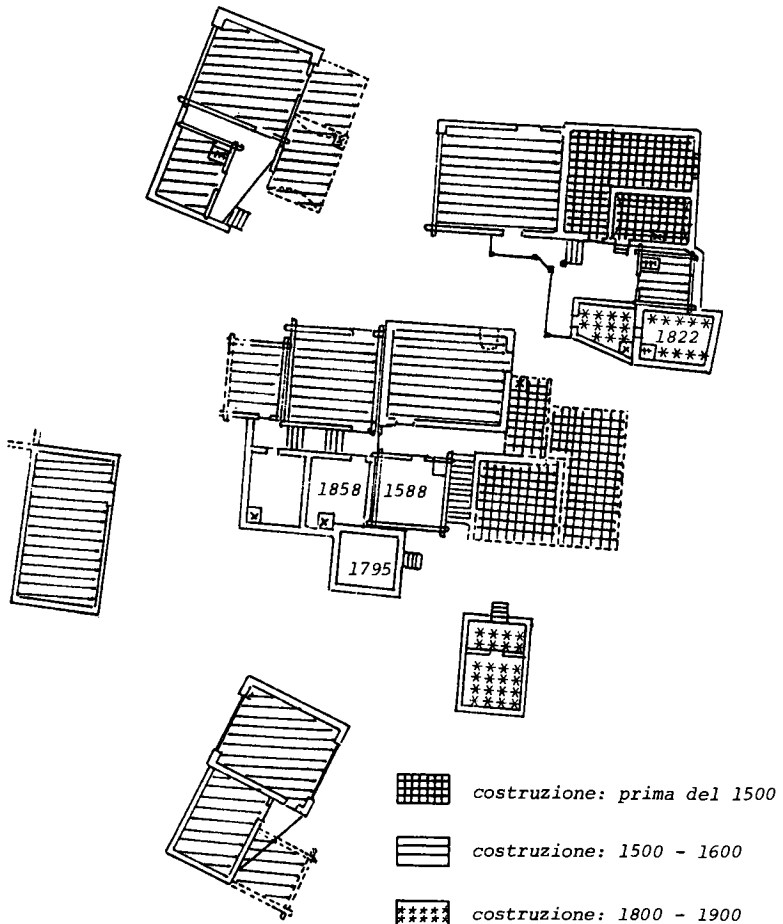 1822
1858 1588
1795
costruzione: prima del 1500
costruzione: 1500 - 1600
costruzione: 1800 - 1900